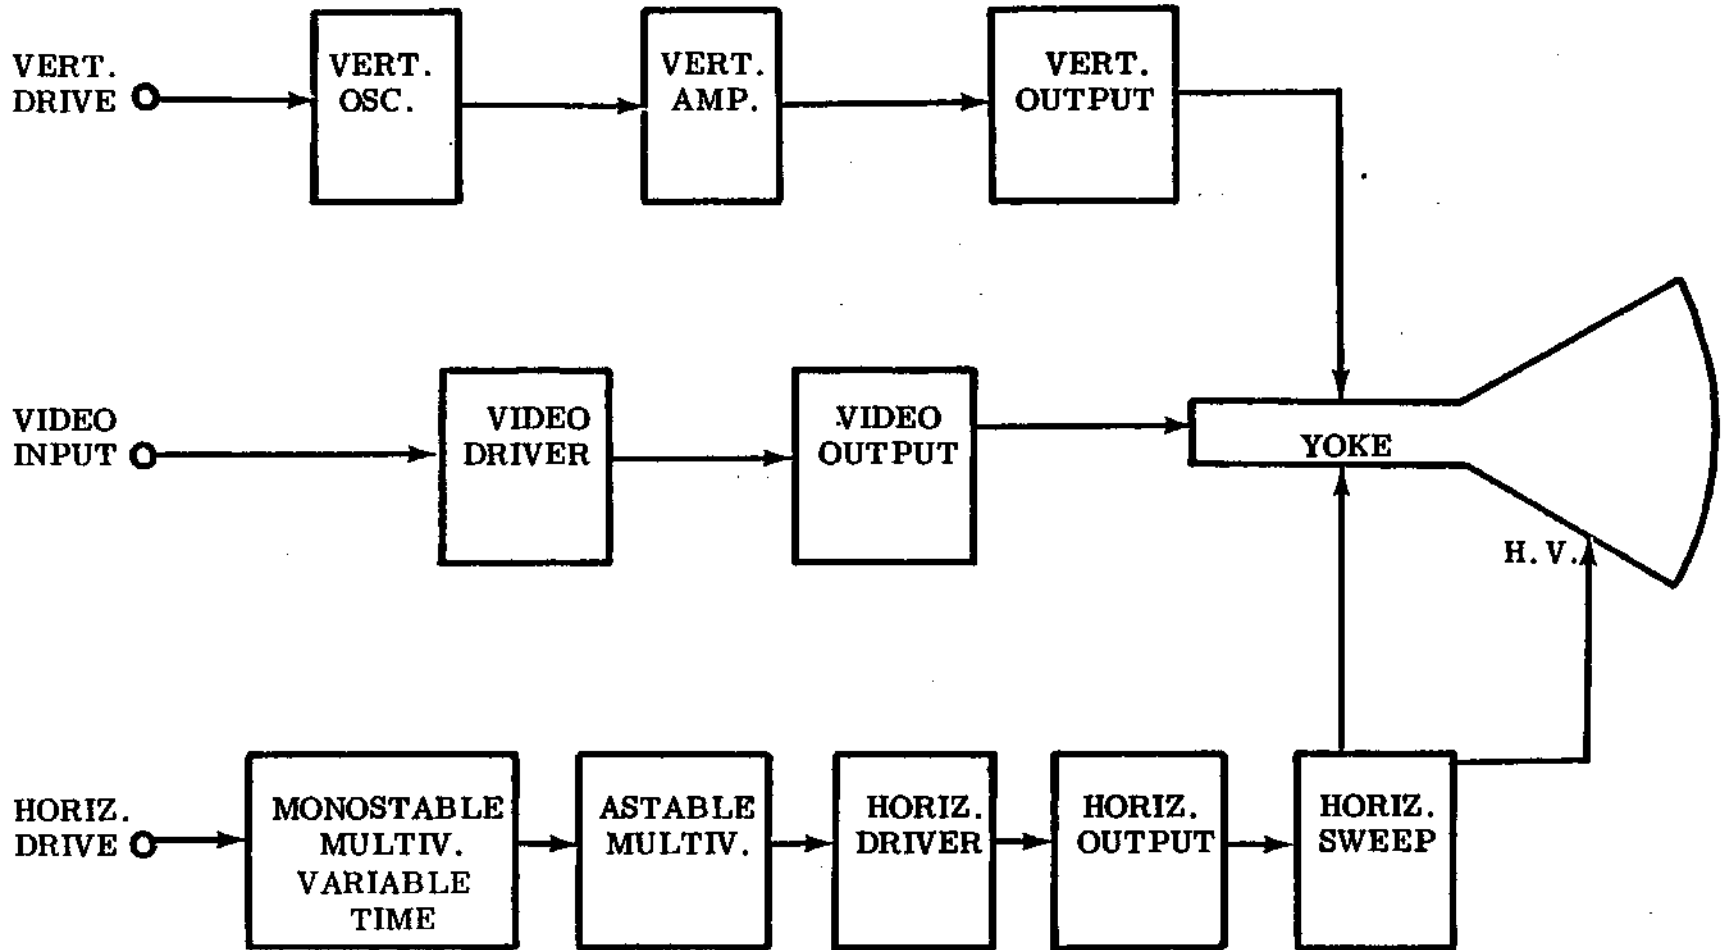 VERT.
DRIVE
VERT.
OSC.
VERT.
AMP.
VERT.
OUTPUT
VIDEO
INPUT
VIDEO
DRIVER
VIDEO
OUTPUT
YOKE
H. V.
HORIZ.
DRIVE
MONOSTABLE
MULTIV.
VARIABLE
TIME
ASTABLE
MULTIV.
HORIZ.
DRIVER
HORIZ.
OUTPUT
HORIZ.
SWEEP